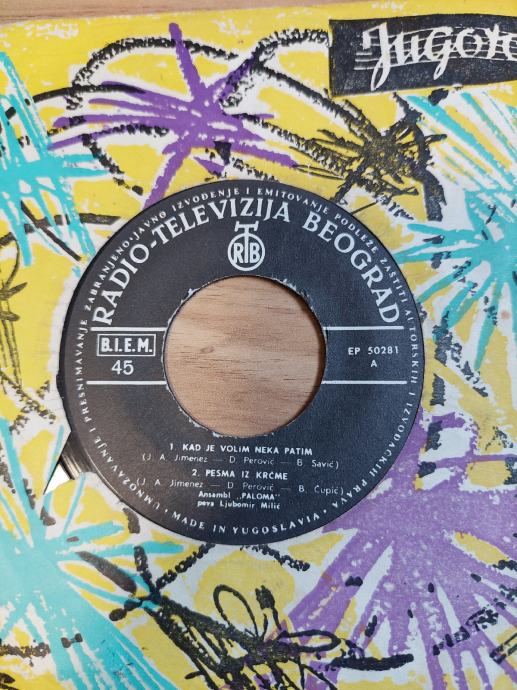 Jugoto
UMNOŽAVANJE I PRESNIMAVANJE ZABRANJENO·JAVNO IZVOĐENJE I EMITOVANJE PODLEŽE ZAŠTITI AUTORSKIH I IZVOĐAČKIH PRAVA
RADIO-TELEVIZIJA BEOGRAD
RTB
B.I.E.M.
45
EP 50281
A
1. KAD JE VOLIM NEKA PATIM
(J. A. Jimenez — D. Perović — B. Savić)
2. PESMA IZ KRČME
(J. A. Jimenez — D. Perović — B. Čupić)
Ansambl „PALOMA"
peva Ljubomir Milić
· MADE IN YUGOSLAVIA ·